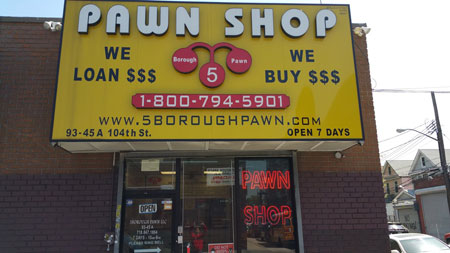 PAWN SHOP
WE
LOAN $$$
Borough
5
Pawn
WE
BUY $$$
1-800-794-5901
WWW.5BOROUGHPAWN.COM
93-45A 104th St.
OPEN 7 DAYS
OPEN
PAWN
SHOP